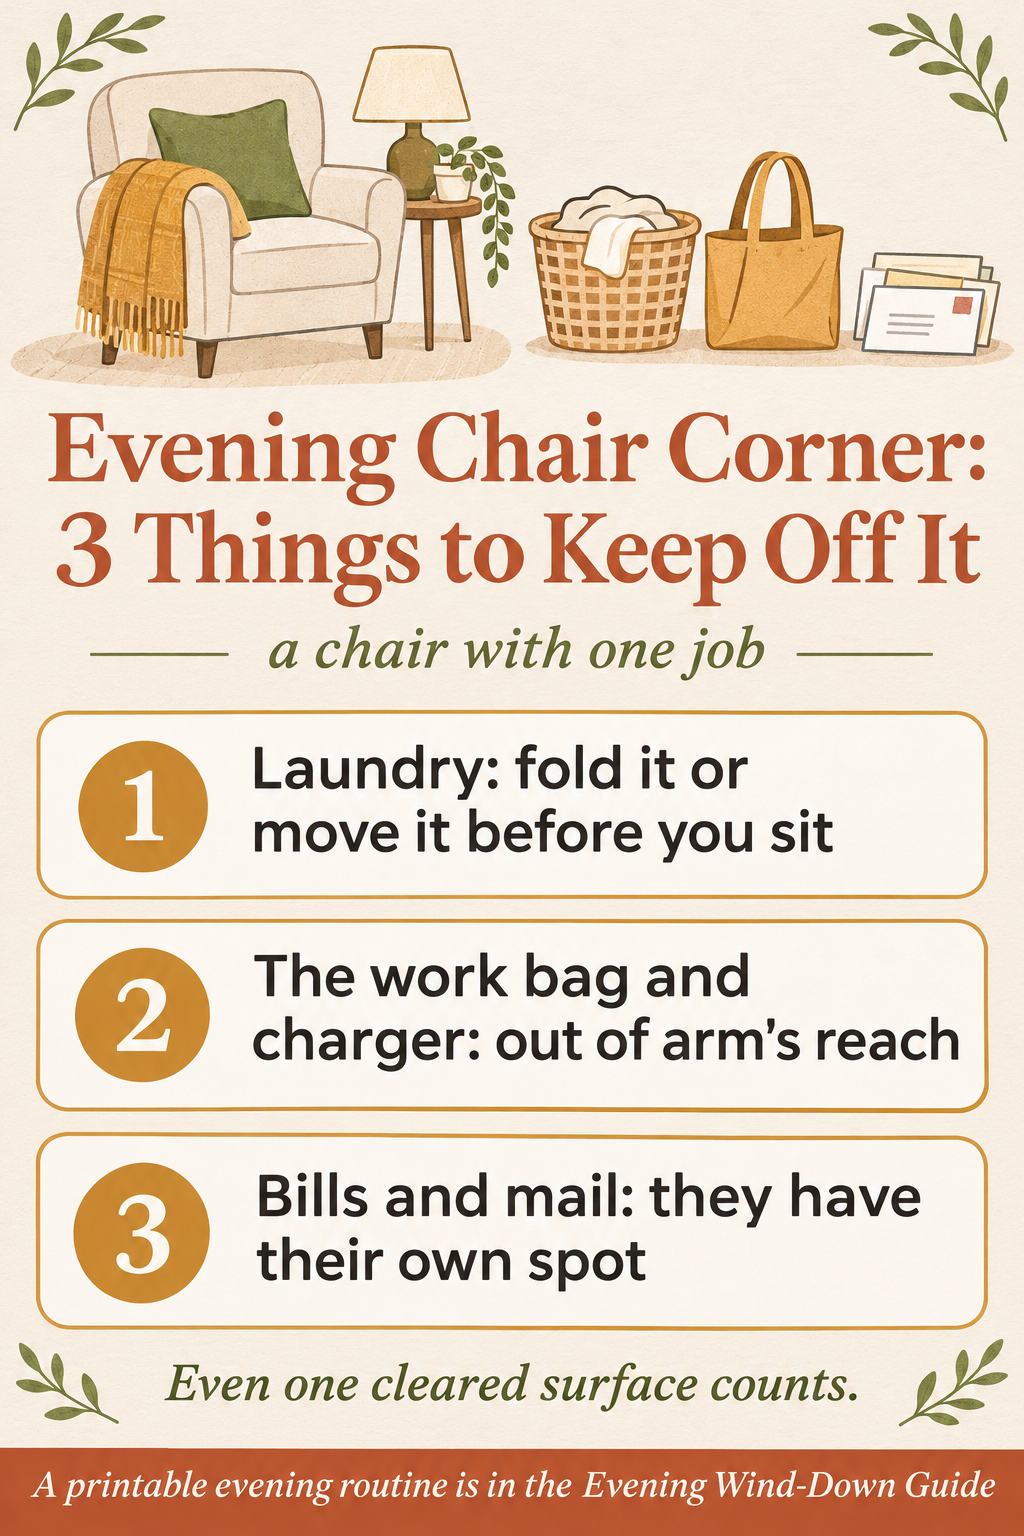 Evening Chair Corner:
3 Things to Keep Off It
a chair with one job
1
Laundry: fold it or
move it before you sit
2
The work bag and
charger: out of arm’s reach
3
Bills and mail: they have
their own spot
Even one cleared surface counts.
A printable evening routine is in the Evening Wind-Down Guide